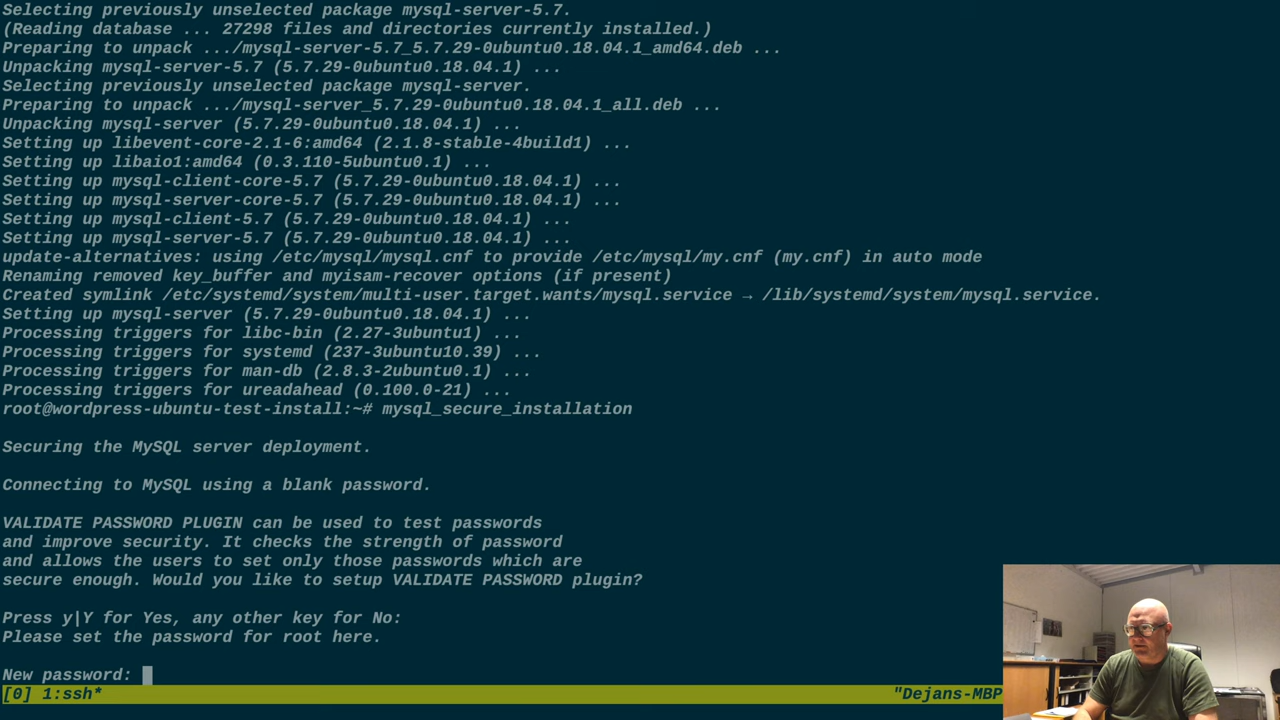 Selecting previously unselected package mysql-server-5.7.
(Reading database ... 27298 files and directories currently installed.)
Preparing to unpack .../mysql-server-5.7_5.7.29-0ubuntu0.18.04.1_amd64.deb ...
Unpacking mysql-server-5.7 (5.7.29-0ubuntu0.18.04.1) ...
Selecting previously unselected package mysql-server.
Preparing to unpack .../mysql-server_5.7.29-0ubuntu0.18.04.1_all.deb ...
Unpacking mysql-server (5.7.29-0ubuntu0.18.04.1) ...
Setting up libevent-core-2.1-6:amd64 (2.1.8-stable-4build1) ...
Setting up libaio1:amd64 (0.3.110-5ubuntu0.1) ...
Setting up mysql-client-core-5.7 (5.7.29-0ubuntu0.18.04.1) ...
Setting up mysql-server-core-5.7 (5.7.29-0ubuntu0.18.04.1) ...
Setting up mysql-client-5.7 (5.7.29-0ubuntu0.18.04.1) ...
Setting up mysql-server-5.7 (5.7.29-0ubuntu0.18.04.1) ...
update-alternatives: using /etc/mysql/mysql.cnf to provide /etc/mysql/my.cnf (my.cnf) in auto mode
Renaming removed key_buffer and myisam-recover options (if present)
Created symlink /etc/systemd/system/multi-user.target.wants/mysql.service → /lib/systemd/system/mysql.service.
Setting up mysql-server (5.7.29-0ubuntu0.18.04.1) ...
Processing triggers for libc-bin (2.27-3ubuntu1) ...
Processing triggers for systemd (237-3ubuntu10.39) ...
Processing triggers for man-db (2.8.3-2ubuntu0.1) ...
Processing triggers for ureadahead (0.100.0-21) ...
root@wordpress-ubuntu-test-install:~# mysql_secure_installation
Securing the MySQL server deployment.
Connecting to MySQL using a blank password.
VALIDATE PASSWORD PLUGIN can be used to test passwords
and improve security. It checks the strength of password
and allows the users to set only those passwords which are
secure enough. Would you like to setup VALIDATE PASSWORD plugin?
Press y|Y for Yes, any other key for No:
Please set the password for root here.
New password:
[0] 1:ssh* "Dejans-MBP